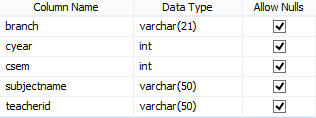 Column Name Data Type Allow Nulls
branch varchar(21)
cyear int
csem int
subjectname varchar(50)
teacherid varchar(50)